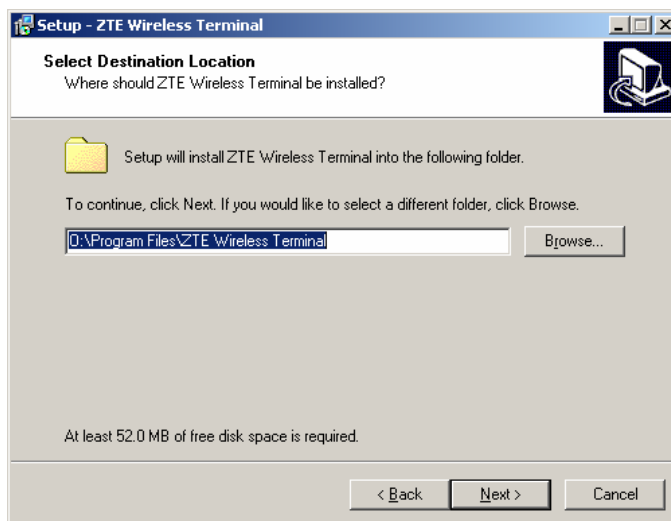 Setup - ZTE Wireless Terminal
Select Destination Location
Where should ZTE Wireless Terminal be installed?
Setup will install ZTE Wireless Terminal into the following folder.
To continue, click Next. If you would like to select a different folder, click Browse.
O:\Program Files\ZTE Wireless Terminal
Browse...
At least 52.0 MB of free disk space is required.
< Back
Next >
Cancel